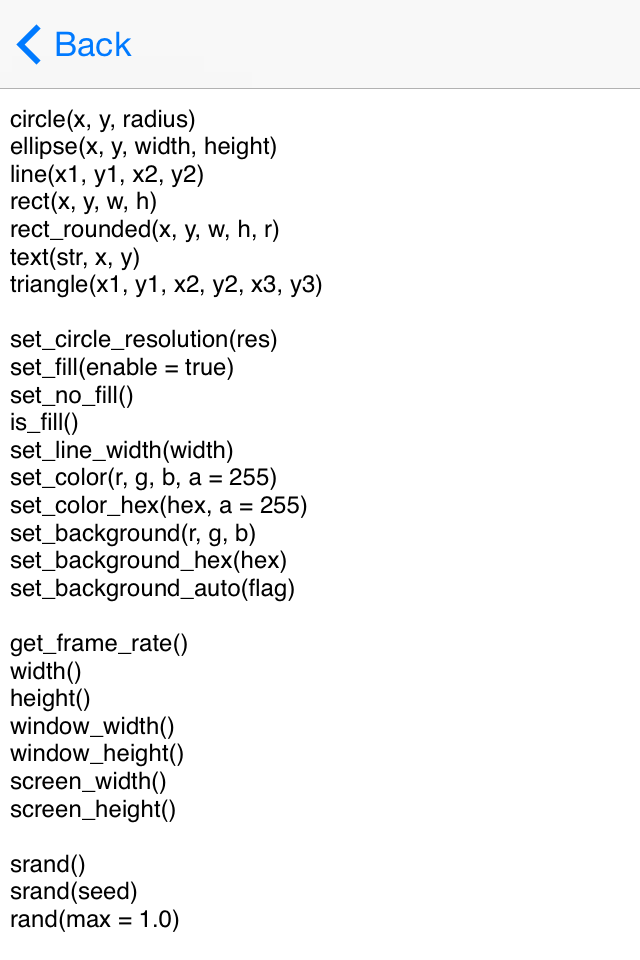 Back
circle(x, y, radius)
ellipse(x, y, width, height)
line(x1, y1, x2, y2)
rect(x, y, w, h)
rect_rounded(x, y, w, h, r)
text(str, x, y)
triangle(x1, y1, x2, y2, x3, y3)
set_circle_resolution(res)
set_fill(enable = true)
set_no_fill()
is_fill()
set_line_width(width)
set_color(r, g, b, a = 255)
set_color_hex(hex, a = 255)
set_background(r, g, b)
set_background_hex(hex)
set_background_auto(flag)
get_frame_rate()
width()
height()
window_width()
window_height()
screen_width()
screen_height()
srand()
srand(seed)
rand(max = 1.0)